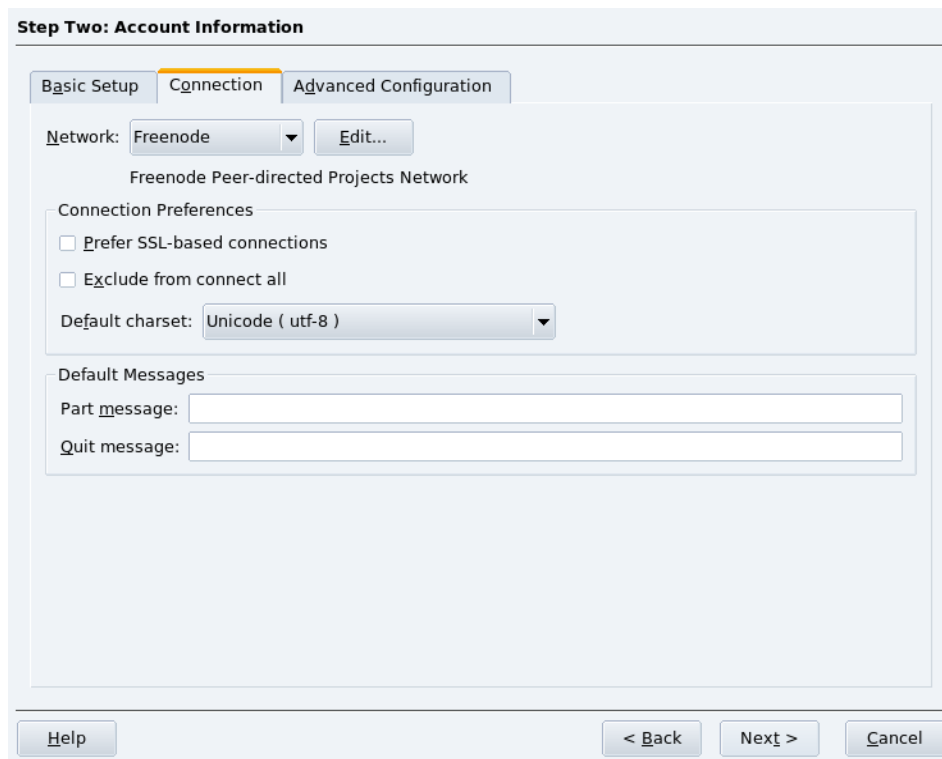 Step Two: Account Information
Basic Setup Connection Advanced Configuration
Network: Freenode Edit...
Freenode Peer-directed Projects Network
Connection Preferences
Prefer SSL-based connections
Exclude from connect all
Default charset: Unicode ( utf-8 )
Default Messages
Part message:
Quit message:
Help < Back Next > Cancel